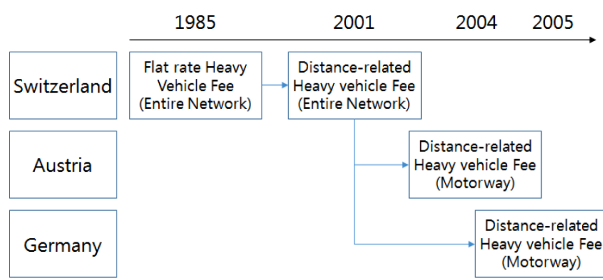 1985 2001 2004 2005
Switzerland
Flat rate Heavy
Vehicle Fee
(Entire Network)
Distance-related
Heavy vehicle Fee
(Entire Network)
Austria
Distance-related
Heavy vehicle Fee
(Motorway)
Germany
Distance-related
Heavy vehicle Fee
(Motorway)